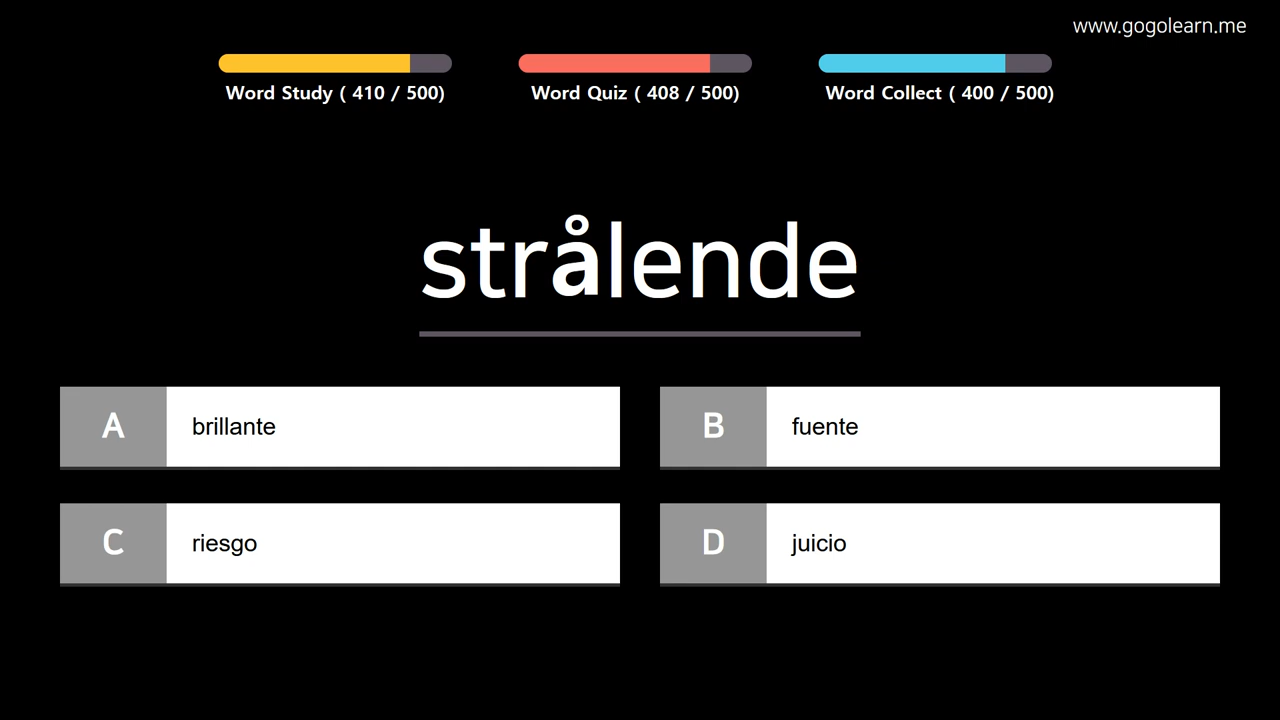 www.gogolearn.me
Word Study ( 410 / 500)
Word Quiz ( 408 / 500)
Word Collect ( 400 / 500)
strålende
A brillante
B fuente
C riesgo
D juicio